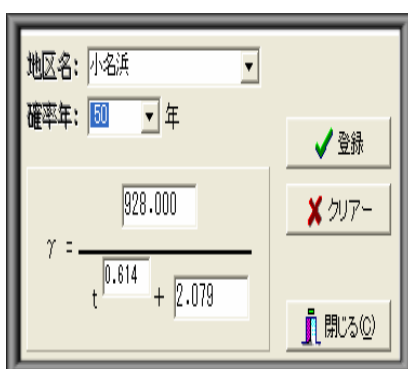 地区名: 小名浜
確率年: 50 年
登録
928.000
クリアー
γ =
t 0.614 + 2.079
閉じる(C)